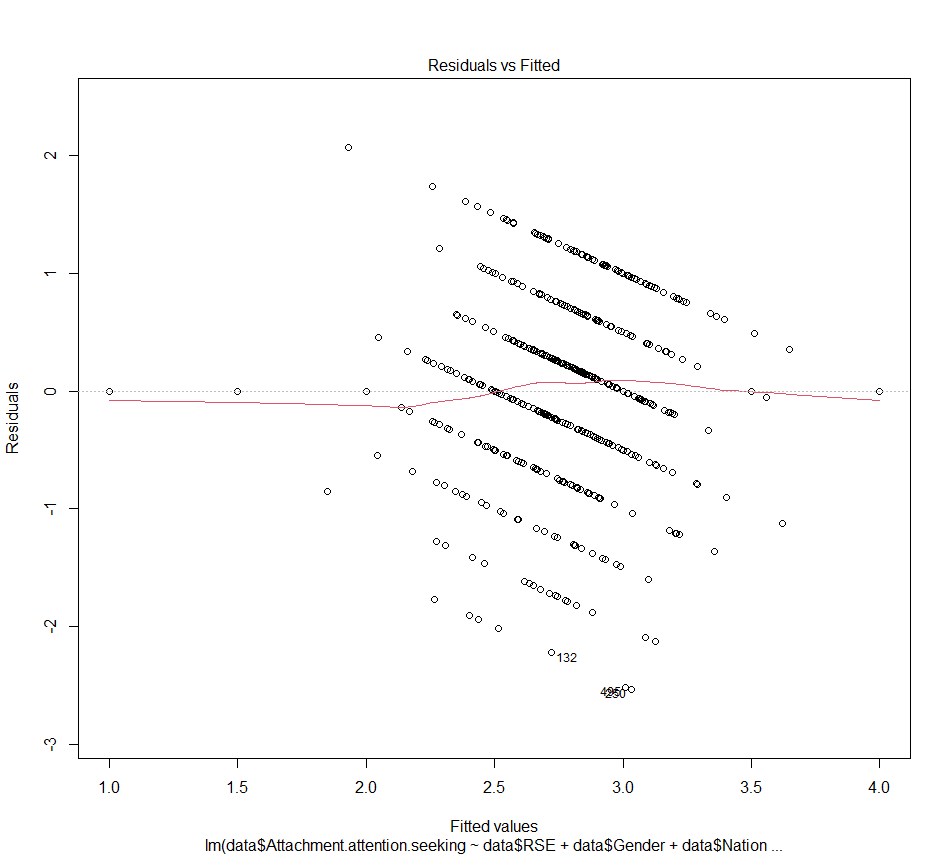 Residuals vs Fitted
Residuals
2
1
0
-1
-2
-3
132
250
1.0 1.5 2.0 2.5 3.0 3.5 4.0
Fitted values
lm(data$Attachment.attention.seeking ~ data$RSE + data$Gender + data$Nation ...